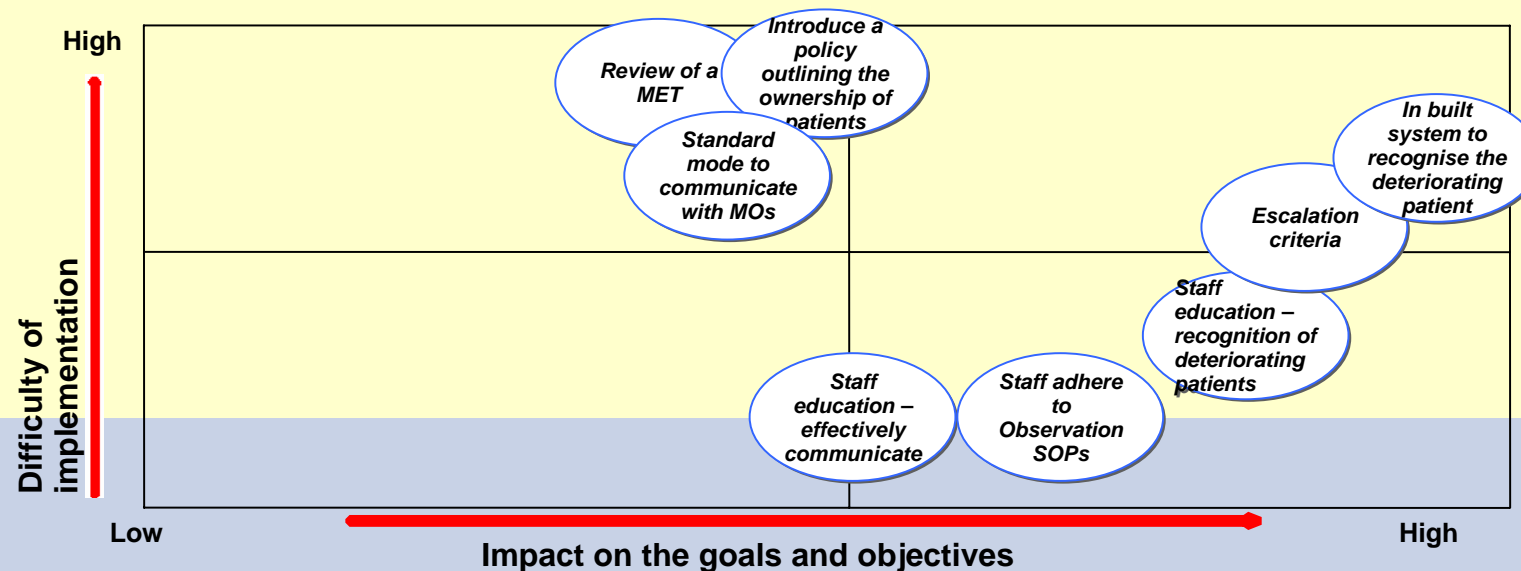 High
Review of a
MET
Introduce a
policy
outlining the
ownership of
patients
Standard
mode to
communicate
with MOs
In built
system to
recognise the
deteriorating
patient
Escalation
criteria
Staff
education –
recognition of
deteriorating
patients
Staff
education –
effectively
communicate
Staff adhere
to
Observation
SOPs
Difficulty of
implementation
Low
High
Impact on the goals and objectives